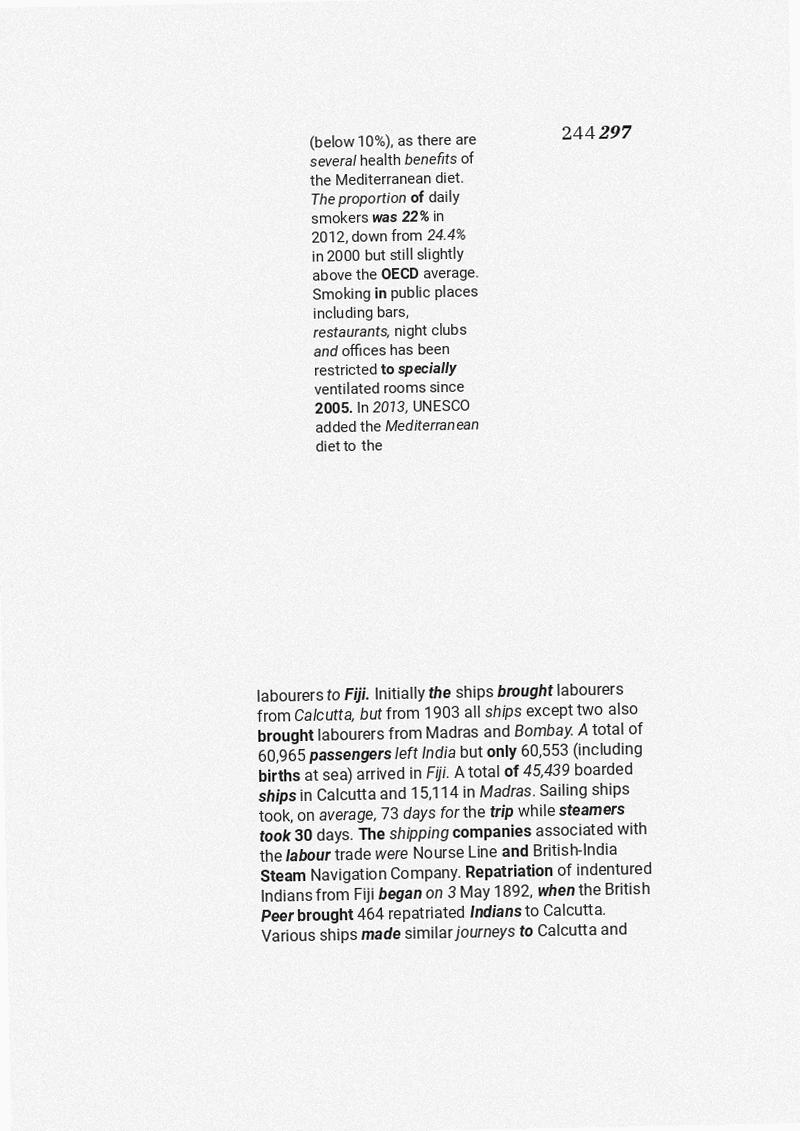 (below 10%), as there are
several health benefits of
the Mediterranean diet.
The proportion of daily
smokers was 22% in
2012, down from 24.4%
in 2000 but still slightly
above the OECD average.
Smoking in public places
including bars,
restaurants, night clubs
and offices has been
restricted to specially
ventilated rooms since
2005. In 2013, UNESCO
added the Mediterranean
diet to the
244 297
labourers to Fiji. Initially the ships brought labourers
from Calcutta, but from 1903 all ships except two also
brought labourers from Madras and Bombay. A total of
60,965 passengers left India but only 60,553 (including
births at sea) arrived in Fiji. A total of 45,439 boarded
ships in Calcutta and 15,114 in Madras. Sailing ships
took, on average, 73 days for the trip while steamers
took 30 days. The shipping companies associated with
the labour trade were Nourse Line and British-India
Steam Navigation Company. Repatriation of indentured
Indians from Fiji began on 3 May 1892, when the British
Peer brought 464 repatriated Indians to Calcutta.
Various ships made similar journeys to Calcutta and